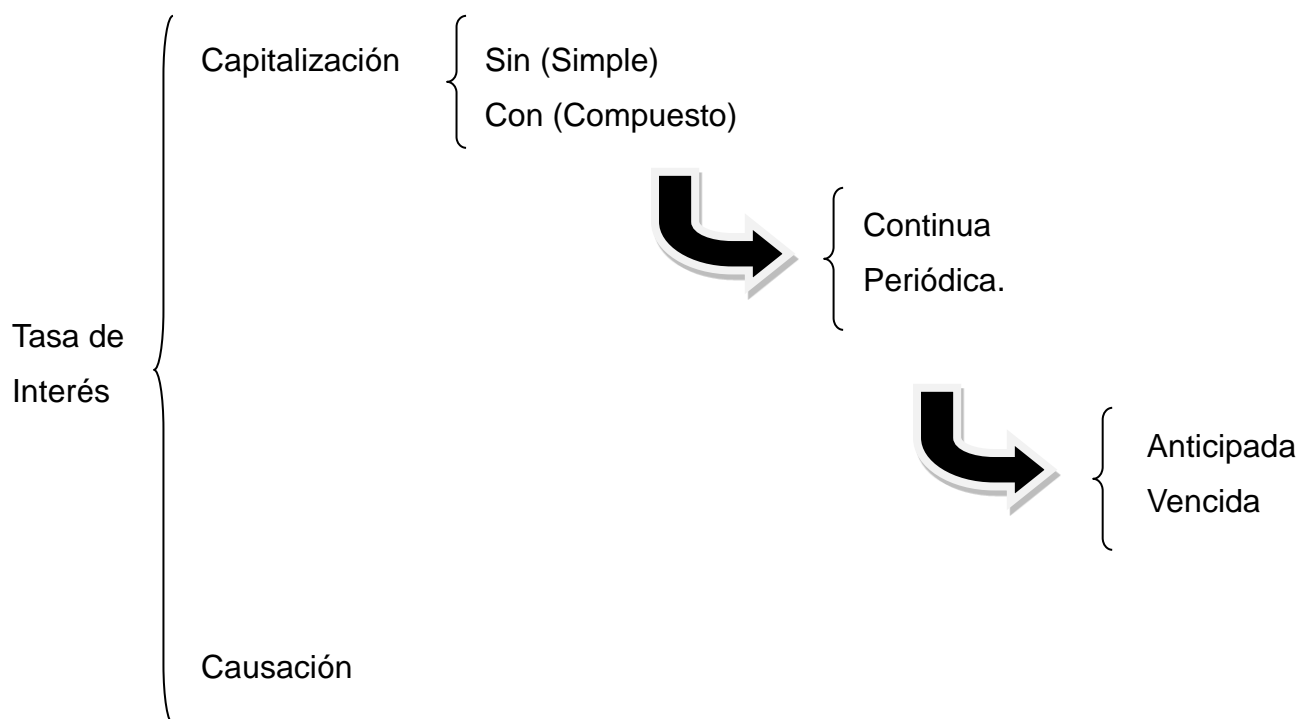 Capitalización
Sin (Simple)
Con (Compuesto)
Continua
Periódica.
Tasa de
Interés
Anticipada
Vencida
Causación